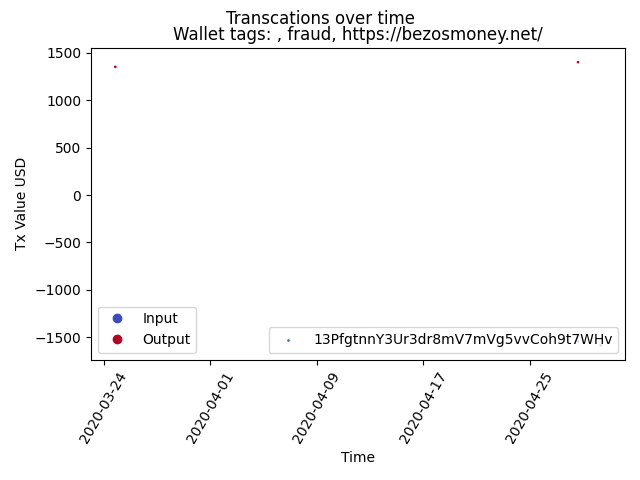 Transcations over time
Wallet tags: , fraud, https://bezosmoney.net/
Tx Value USD
1500
1000
500
0
−500
−1000
−1500
Input
Output
13PfgtnnY3Ur3dr8mV7mVg5vvCoh9t7WHv
2020-03-24
2020-04-01
2020-04-09
2020-04-17
2020-04-25
Time